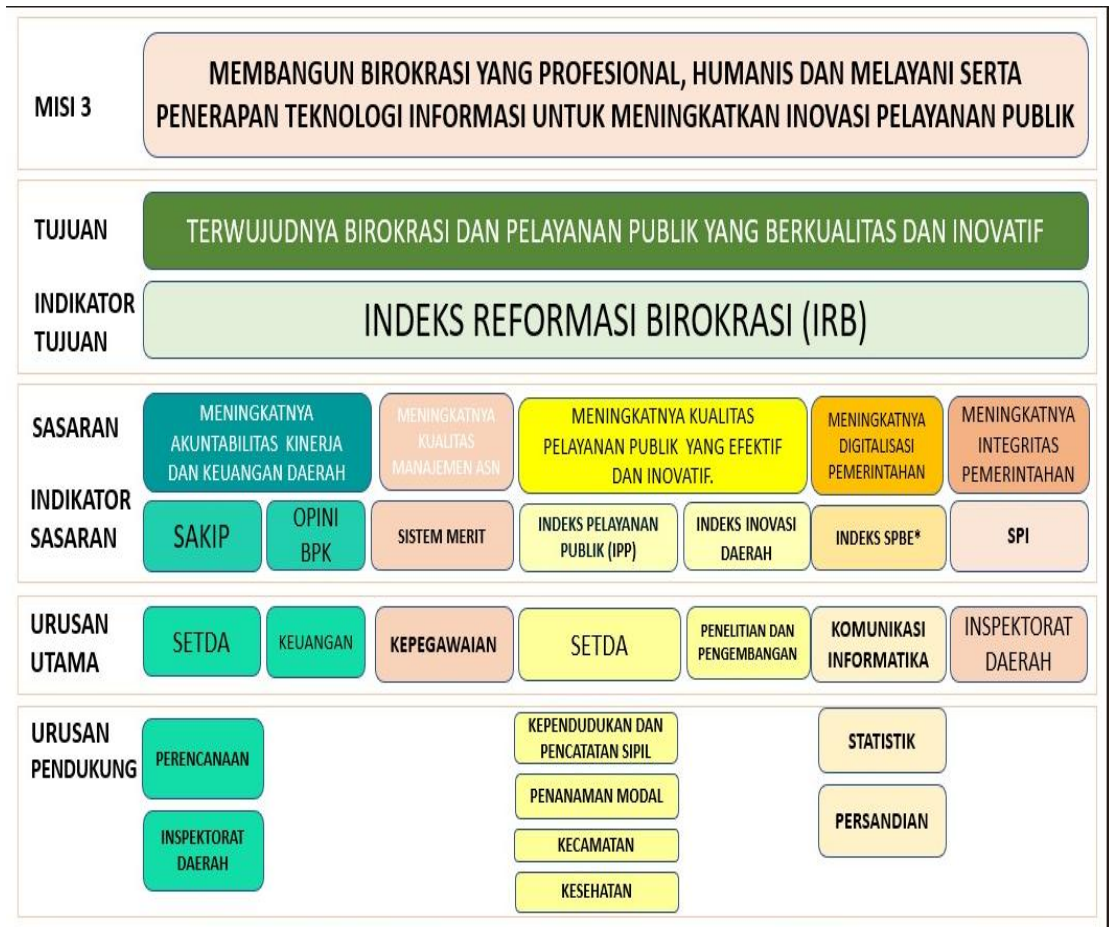 MISI 3
MEMBANGUN BIROKRASI YANG PROFESIONAL, HUMANIS DAN MELAYANI SERTA
PENERAPAN TEKNOLOGI INFORMASI UNTUK MENINGKATKAN INOVASI PELAYANAN PUBLIK
TUJUAN
TERWUJUDNYA BIROKRASI DAN PELAYANAN PUBLIK YANG BERKUALITAS DAN INOVATIF
INDIKATOR
TUJUAN
INDEKS REFORMASI BIROKRASI (IRB)
SASARAN
MENINGKATNYA
AKUNTABILITAS KINERJA
DAN KEUANGAN DAERAH
MENINGKATNYA
KUALITAS
MANAJEMEN ASN
MENINGKATNYA KUALITAS
PELAYANAN PUBLIK YANG EFEKTIF
DAN INOVATIF.
MENINGKATNYA
DIGITALISASI
PEMERINTAHAN
MENINGKATNYA
INTEGRITAS
PEMERINTAHAN
INDIKATOR
SASARAN
SAKIP
OPINI
BPK
SISTEM MERIT
INDEKS PELAYANAN
PUBLIK (IPP)
INDEKS INOVASI
DAERAH
INDEKS SPBE*
SPI
URUSAN
UTAMA
SETDA
KEUANGAN
KEPEGAWAIAN
SETDA
PENELITIAN DAN
PENGEMBANGAN
KOMUNIKASI
INFORMATIKA
INSPEKTORAT
DAERAH
URUSAN
PENDUKUNG
PERENCANAAN
INSPEKTORAT
DAERAH
KEPENDUDUKAN DAN
PENCATATAN SIPIL
PENANAMAN MODAL
KECAMATAN
KESEHATAN
STATISTIK
PERSANDIAN